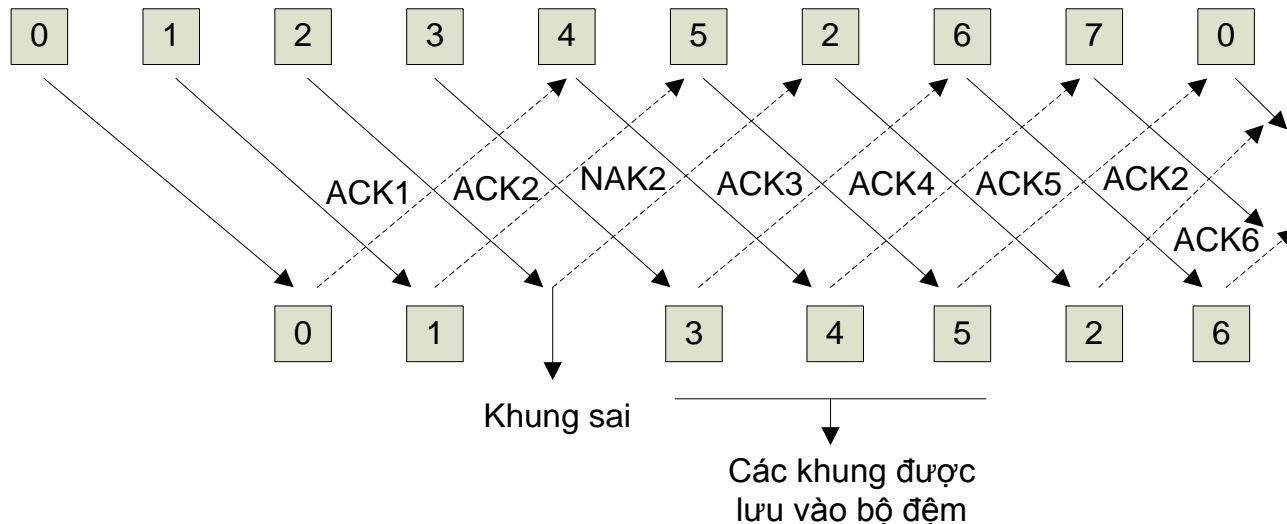 0 1 2 3 4 5 2 6 7 0
ACK1 ACK2 NAK2 ACK3 ACK4 ACK5 ACK2
ACK6
0 1 3 4 5 2 6
Khung sai
Các khung được
lưu vào bộ đệm